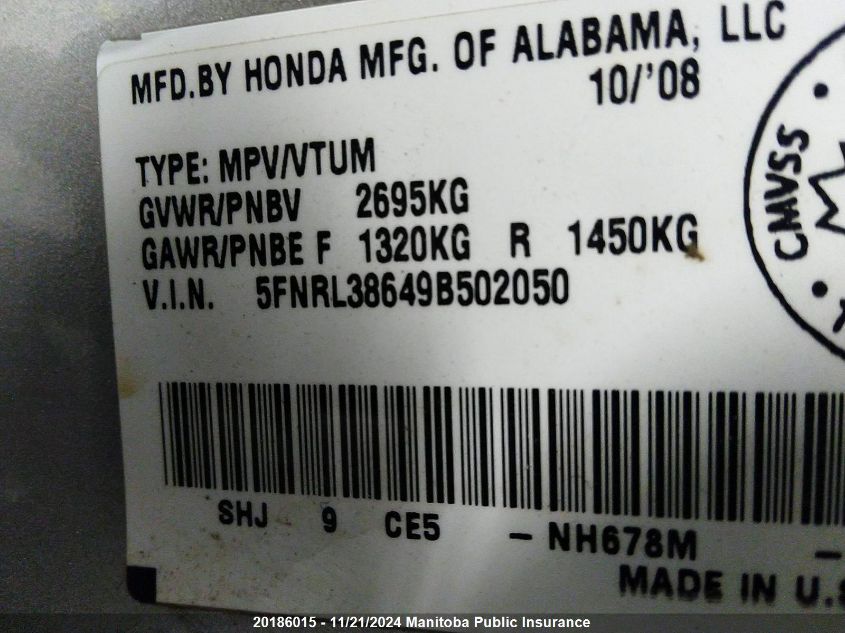 MFD.BY HONDA MFG. OF ALABAMA, LLC
10/'08
TYPE: MPV/VTUM
GVWR/PNBV 2695KG
GAWR/PNBE F 1320KG R 1450KG
V.I.N. 5FNRL38649B502050
CMVSS
SHJ 9 CE5 - NH678M -
MADE IN U.S
20186015 - 11/21/2024 Manitoba Public Insurance